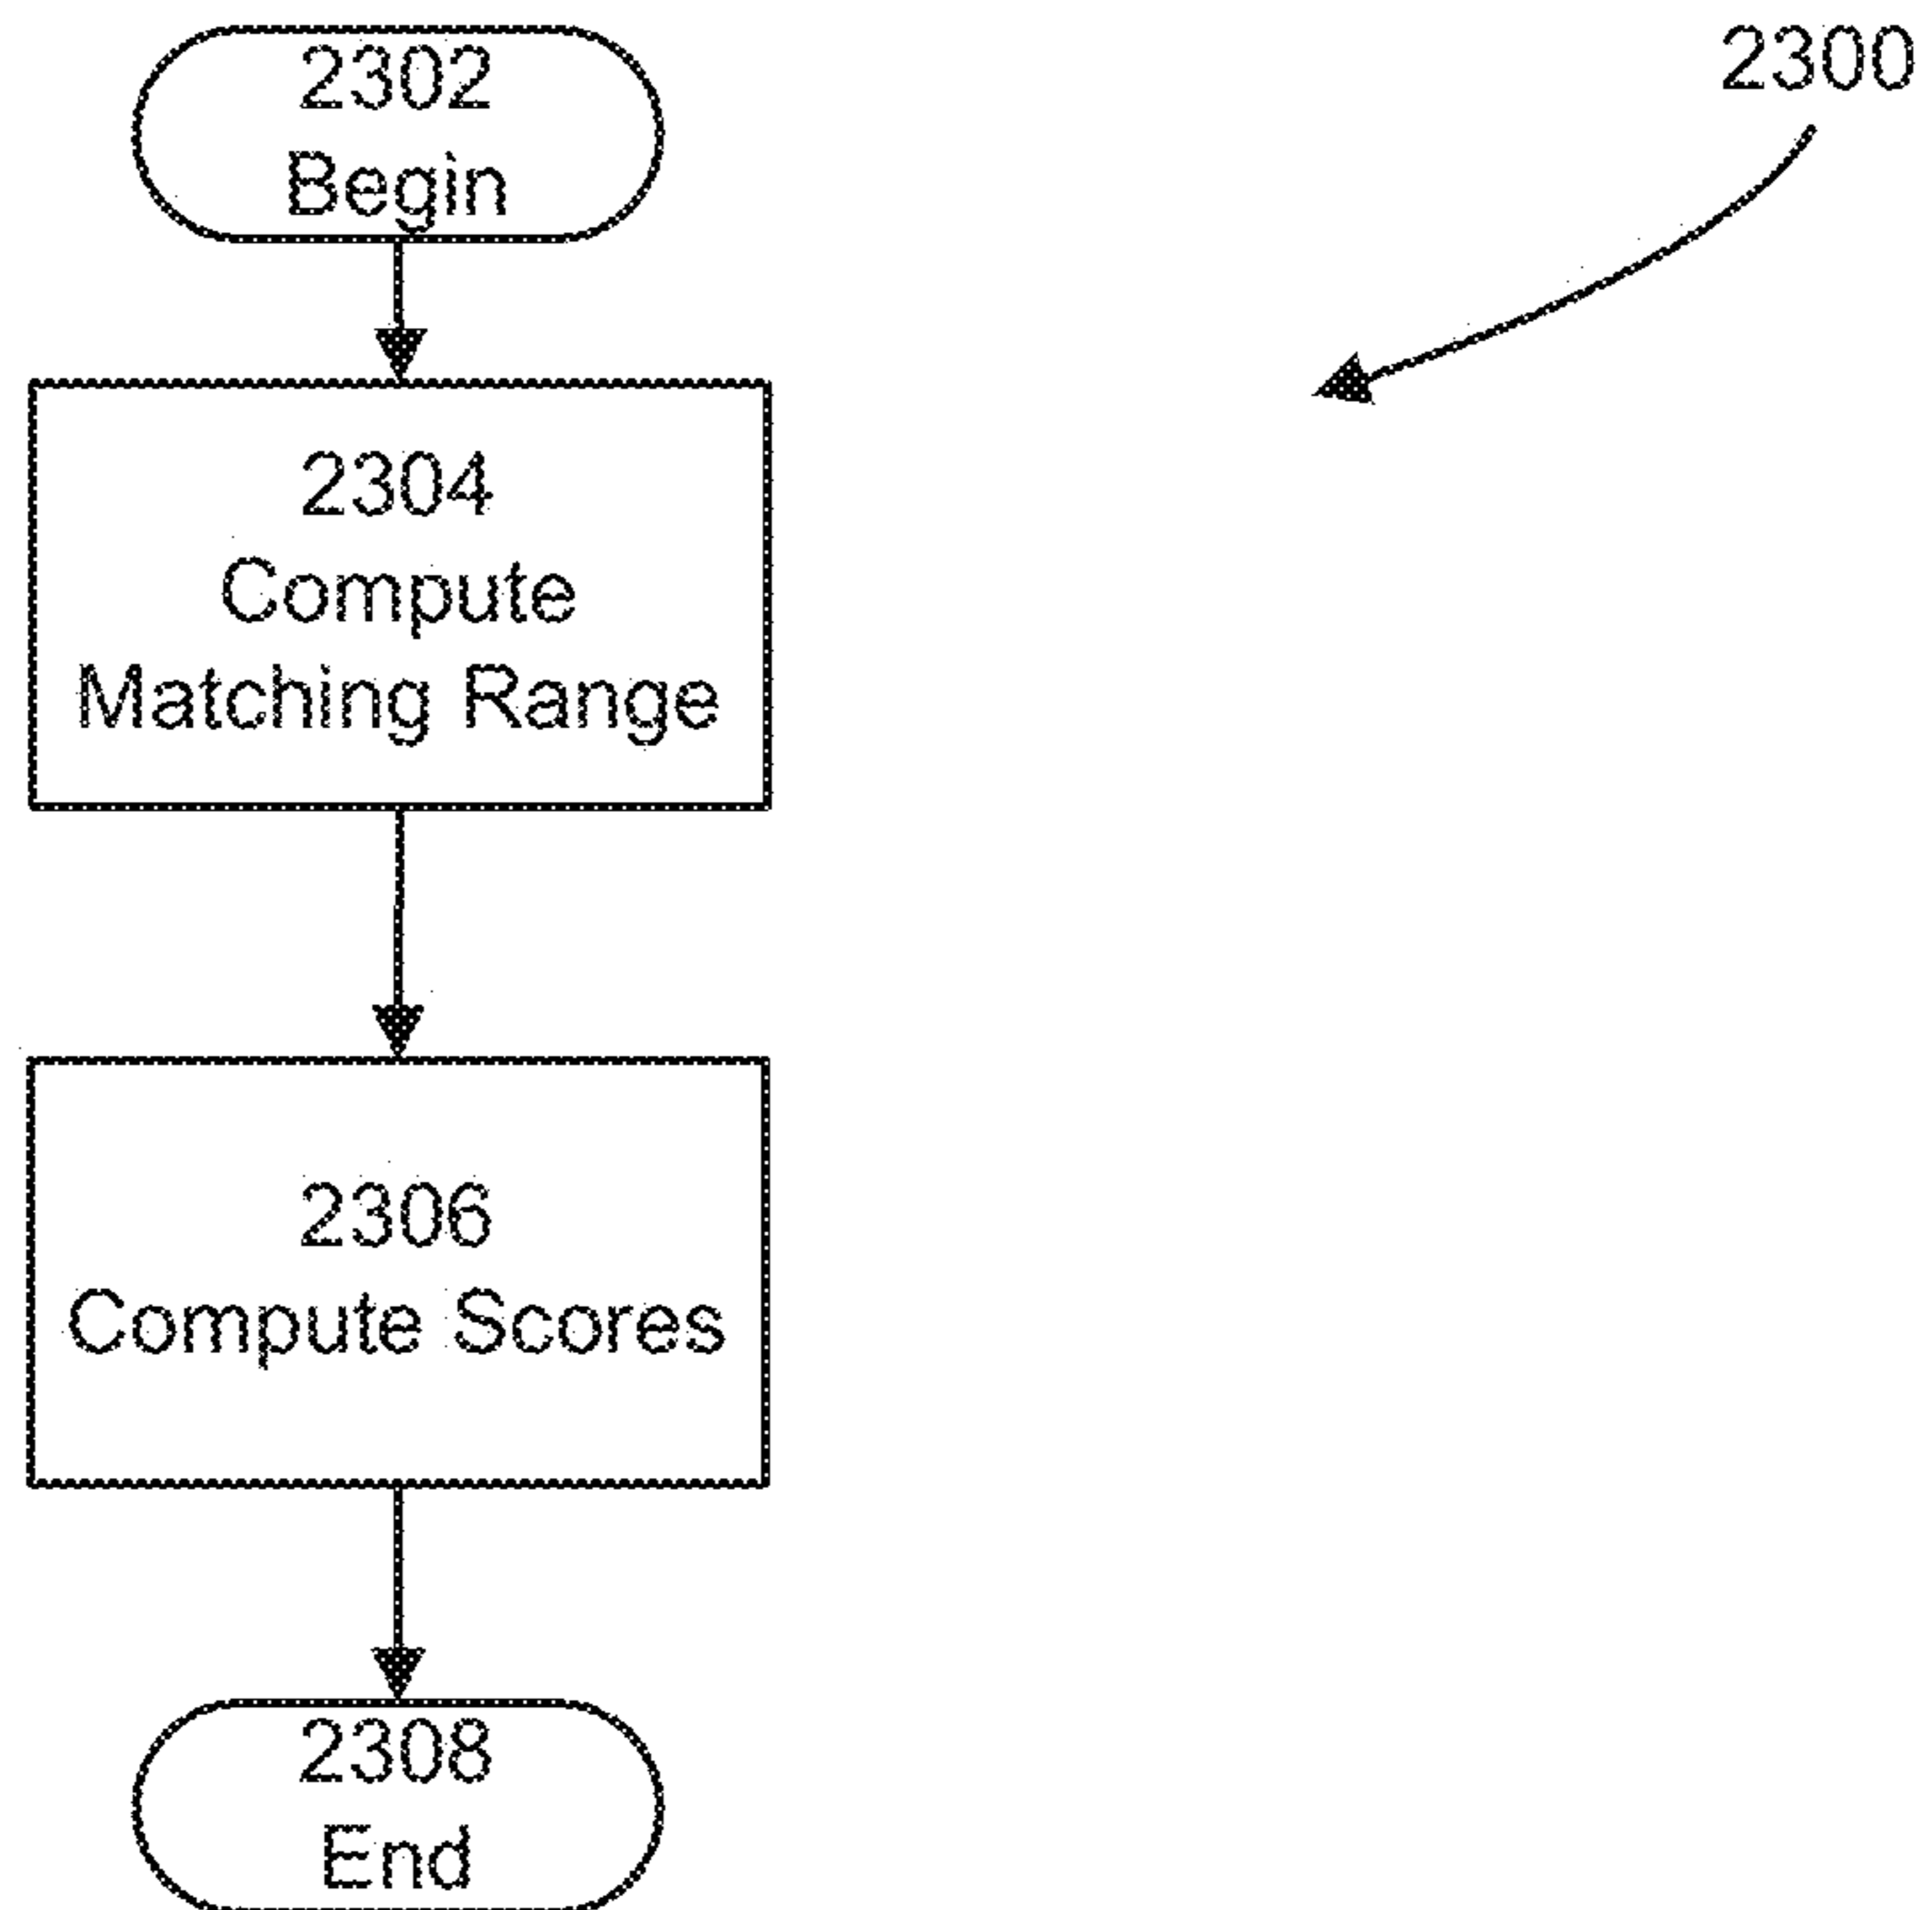 2302
Begin
2300
2304
Compute
Matching Range
2306
Compute Scores
2308
End